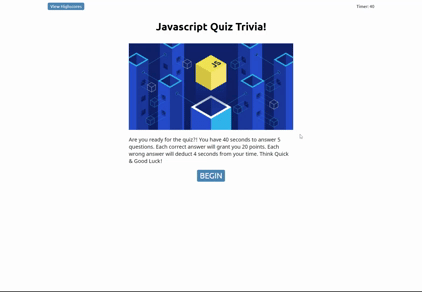 View Highscores
Timer: 40
Javascript Quiz Trivia!
JS
Are you ready for the quiz?! You have 40 seconds to answer 5
questions. Each correct answer will grant you 20 points. Each
wrong answer will deduct 4 seconds from your time. Think Quick
& Good Luck!
BEGIN